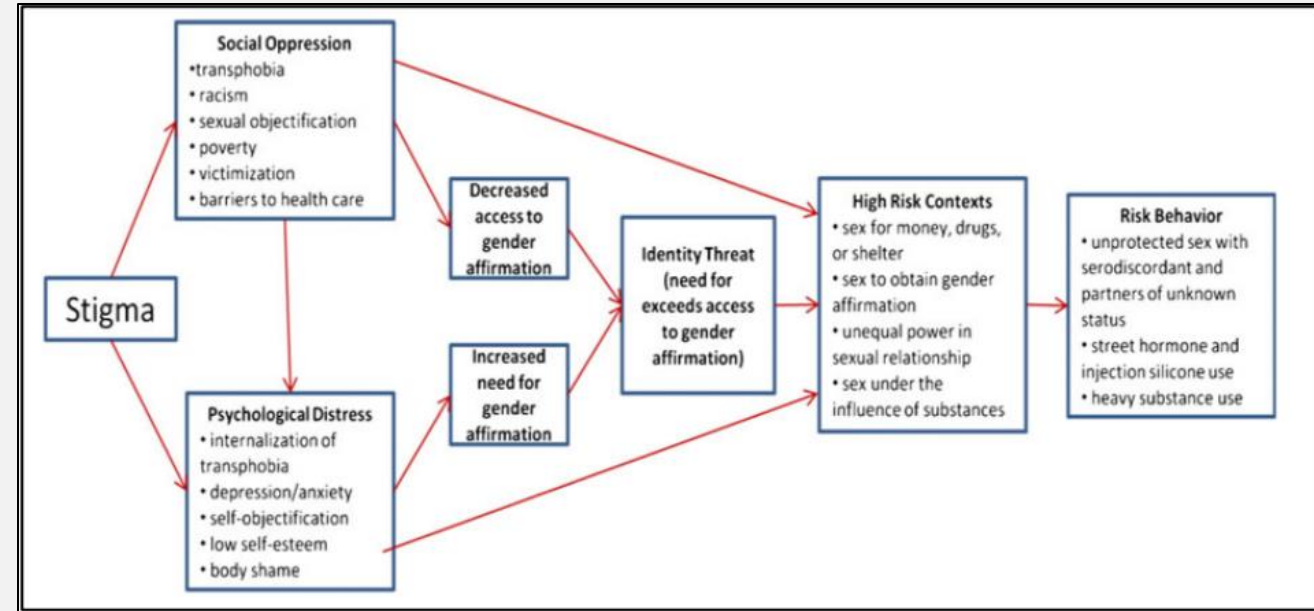 Social Oppression
•transphobia
• racism
• sexual objectification
• poverty
• victimization
• barriers to health care
Stigma
Psychological Distress
• internalization of
transphobia
• depression/anxiety
• self-objectification
• low self-esteem
• body shame
Decreased
access to
gender
affirmation
Increased
need for
gender
affirmation
Identity Threat
(need for
exceeds access
to gender
affirmation)
High Risk Contexts
• sex for money, drugs,
or shelter
• sex to obtain gender
affirmation
• unequal power in
sexual relationship
• sex under the
influence of substances
Risk Behavior
• unprotected sex with
serodiscordant and
partners of unknown
status
• street hormone and
injection silicone use
• heavy substance use